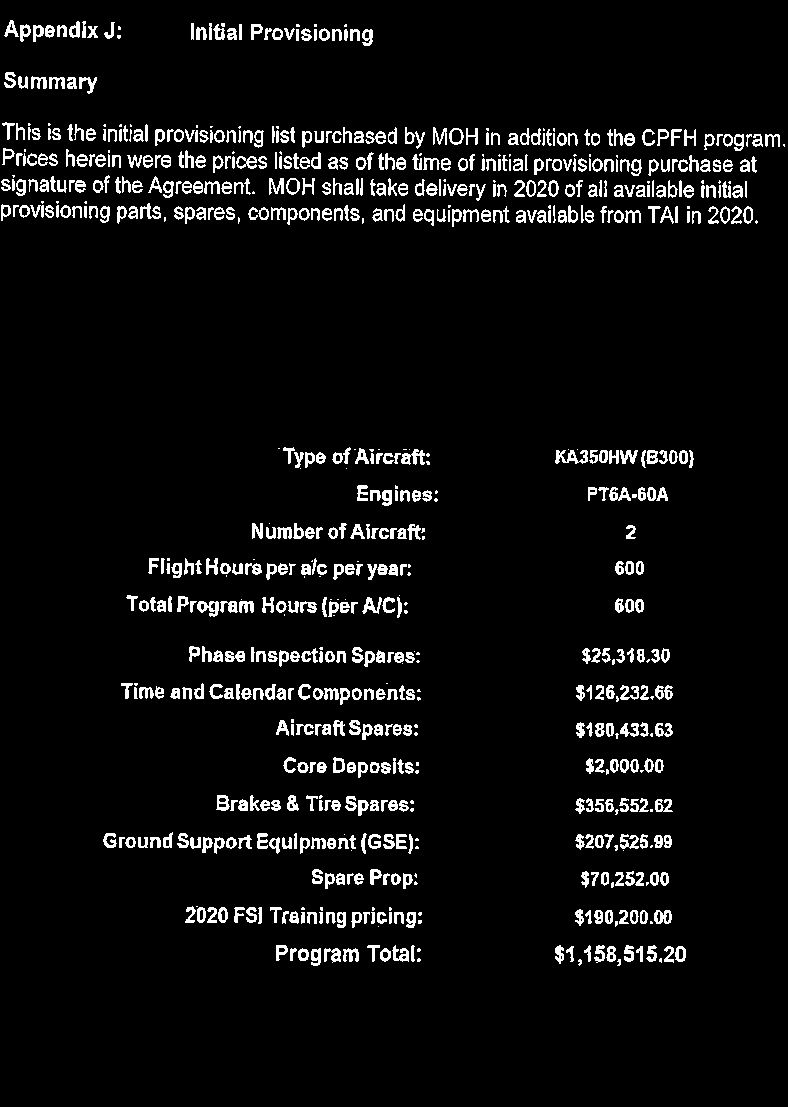 Appendix J: Initial Provisioning
Summary
This is the initial provisioning list purchased by MOH in addition to the CPFH program.
Prices herein were the prices listed as of the time of initial provisioning purchase at
signature of the Agreement. MOH shall take delivery in 2020 of all available initial
provisioning parts, spares, components, and equipment available from TAI in 2020.
Type of Aircraft: KA350HW (B300)
Engines: PT6A-60A
Number of Aircraft: 2
Flight Hours per a/c per year: 600
Total Program Hours (per A/C): 600
Phase Inspection Spares: $25,318.30
Time and Calendar Components: $126,232.66
Aircraft Spares: $180,433.63
Core Deposits: $2,000.00
Brakes & Tire Spares: $356,552.62
Ground Support Equipment (GSE): $207,525.99
Spare Prop: $70,252.00
2020 FSI Training pricing: $190,200.00
Program Total: $1,158,515.20